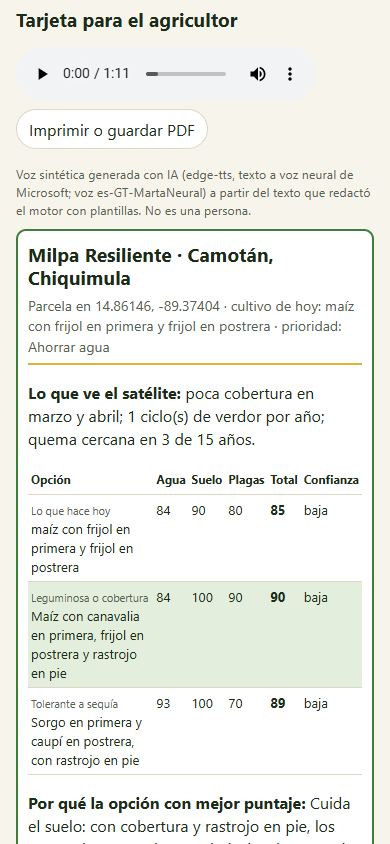 Tarjeta para el agricultor
0:00 / 1:11
Imprimir o guardar PDF
Voz sintética generada con IA (edge-tts, texto a voz neural de
Microsoft; voz es-GT-MartaNeural) a partir del texto que redactó
el motor con plantillas. No es una persona.
Milpa Resiliente · Camotán,
Chiquimula
Parcela en 14.86146, -89.37404 · cultivo de hoy: maíz
con frijol en primera y frijol en postrera · prioridad:
Ahorrar agua
Lo que ve el satélite: poca cobertura en
marzo y abril; 1 ciclo(s) de verdor por año;
quema cercana en 3 de 15 años.
Opción Agua Suelo Plagas Total Confianza
Lo que hace hoy 84 90 80 85 baja
maíz con frijol en
primera y frijol en
postrera
Leguminosa o cobertura 84 100 90 90 baja
Maíz con canavalia
en primera, frijol en
postrera y rastrojo
en pie
Tolerante a sequía 93 100 70 89 baja
Sorgo en primera y
caupí en postrera,
con rastrojo en pie
Por qué la opción con mejor puntaje: Cuida
el suelo: con cobertura y rastrojo en pie, los